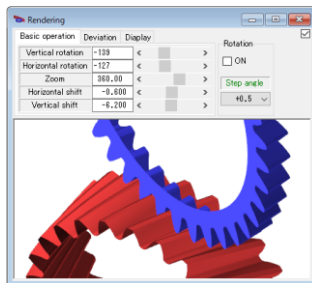 Rendering
Basic operation Deviation Display
Vertical rotation -139 < >
Horizontal rotation -127 < >
Zoom 360.00 < >
Horizontal shift -0.600 < >
Vertical shift -6.200 < >
Rotation
ON
Step angle
+0.5